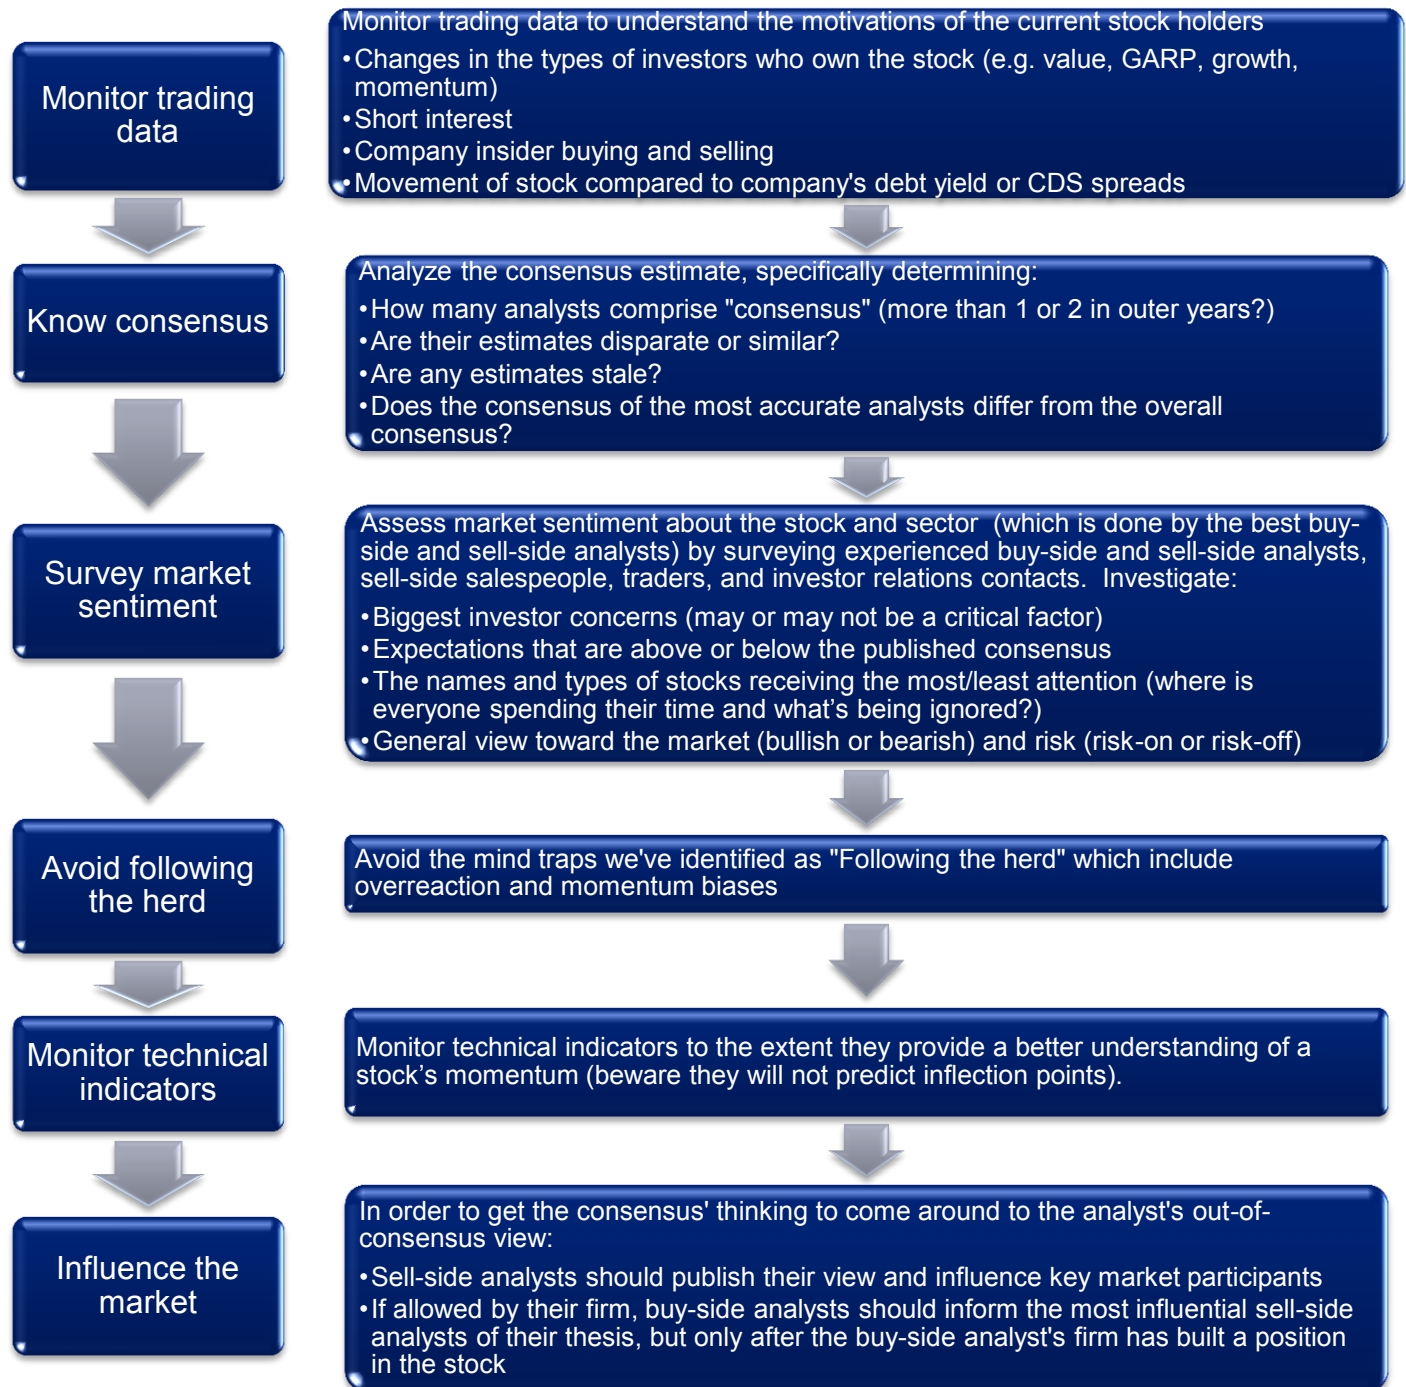 Monitor trading
data
Monitor trading data to understand the motivations of the current stock holders
•Changes in the types of investors who own the stock (e.g. value, GARP, growth,
momentum)
•Short interest
•Company insider buying and selling
•Movement of stock compared to company's debt yield or CDS spreads
Know consensus
Analyze the consensus estimate, specifically determining:
•How many analysts comprise "consensus" (more than 1 or 2 in outer years?)
•Are their estimates disparate or similar?
•Are any estimates stale?
•Does the consensus of the most accurate analysts differ from the overall
consensus?
Survey market
sentiment
Assess market sentiment about the stock and sector (which is done by the best buy-
side and sell-side analysts) by surveying experienced buy-side and sell-side analysts,
sell-side salespeople, traders, and investor relations contacts. Investigate:
•Biggest investor concerns (may or may not be a critical factor)
•Expectations that are above or below the published consensus
•The names and types of stocks receiving the most/least attention (where is
everyone spending their time and what’s being ignored?)
•General view toward the market (bullish or bearish) and risk (risk-on or risk-off)
Avoid following
the herd
Avoid the mind traps we've identified as "Following the herd" which include
overreaction and momentum biases
Monitor technical
indicators
Monitor technical indicators to the extent they provide a better understanding of a
stock’s momentum (beware they will not predict inflection points).
Influence the
market
In order to get the consensus' thinking to come around to the analyst's out-of-
consensus view:
•Sell-side analysts should publish their view and influence key market participants
•If allowed by their firm, buy-side analysts should inform the most influential sell-side
analysts of their thesis, but only after the buy-side analyst's firm has built a position
in the stock